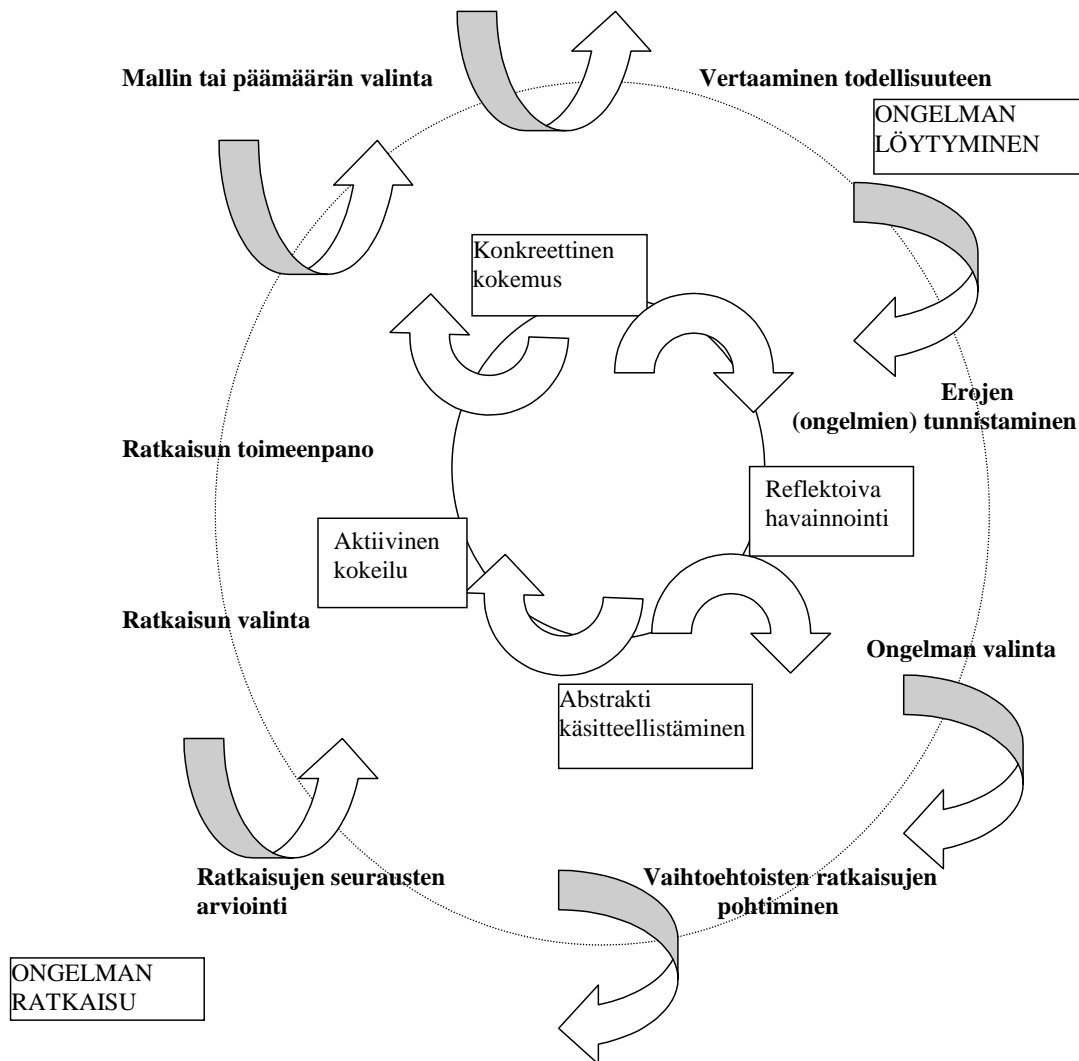 Mallin tai päämäärän valinta
Vertaaminen todellisuuteen
ONGELMAN
LÖYTYMINEN
Konkreettinen
kokemus
Erojen
(ongelmien) tunnistaminen
Ratkaisun toimeenpano
Reflektoiva
havainnointi
Aktiivinen
kokeilu
Ratkaisun valinta
Ongelman valinta
Abstrakti
käsitteellistäminen
Ratkaisujen seurausten
arviointi
Vaihtoehtoisten ratkaisujen
pohtiminen
ONGELMAN
RATKAISU